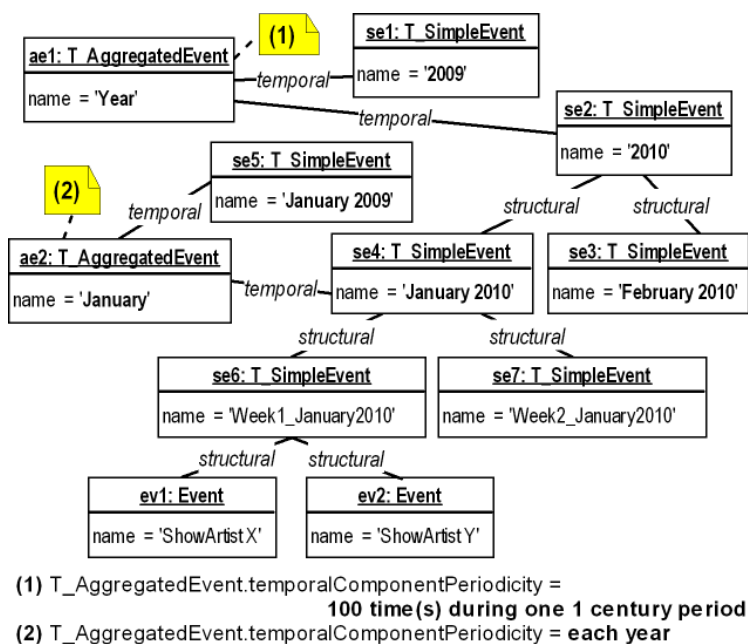 (1)
ae1: T_AggregatedEvent
name = 'Year'
temporal
se1: T_SimpleEvent
name = '2009'
temporal
se2: T_SimpleEvent
name = '2010'
(2)
se5: T_SimpleEvent
name = 'January 2009'
temporal
structural
structural
ae2: T_AggregatedEvent
name = 'January'
temporal
se4: T_SimpleEvent
name = 'January 2010'
se3: T_SimpleEvent
name = 'February 2010'
structural
structural
se6: T_SimpleEvent
name = 'Week1_January2010'
se7: T_SimpleEvent
name = 'Week2_January2010'
structural
structural
ev1: Event
name = 'ShowArtistX'
ev2: Event
name = 'ShowArtistY'
(1) T_AggregatedEvent.temporalComponentPeriodicity =
100 time(s) during one 1 century period
(2) T_AggregatedEvent.temporalComponentPeriodicity = each year